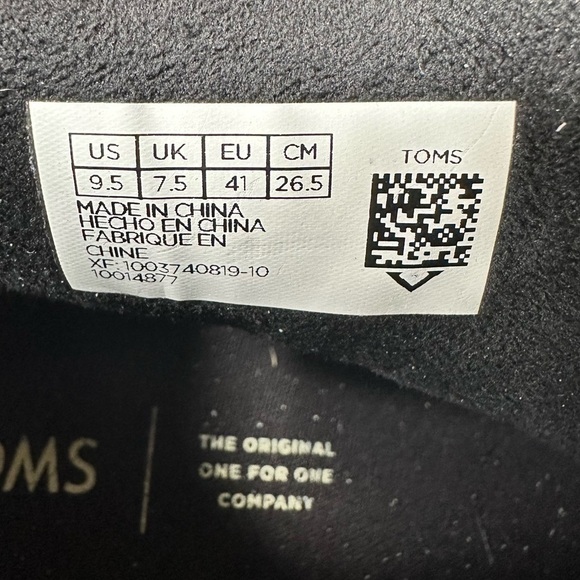 US UK EU CM
9.5 7.5 41 26.5
MADE IN CHINA
HECHO EN CHINA
FABRIQUE EN
CHINE
XF: 1003740819-10
10014877
TOMS
OMS
THE ORIGINAL
ONE FOR ONE
COMPANY